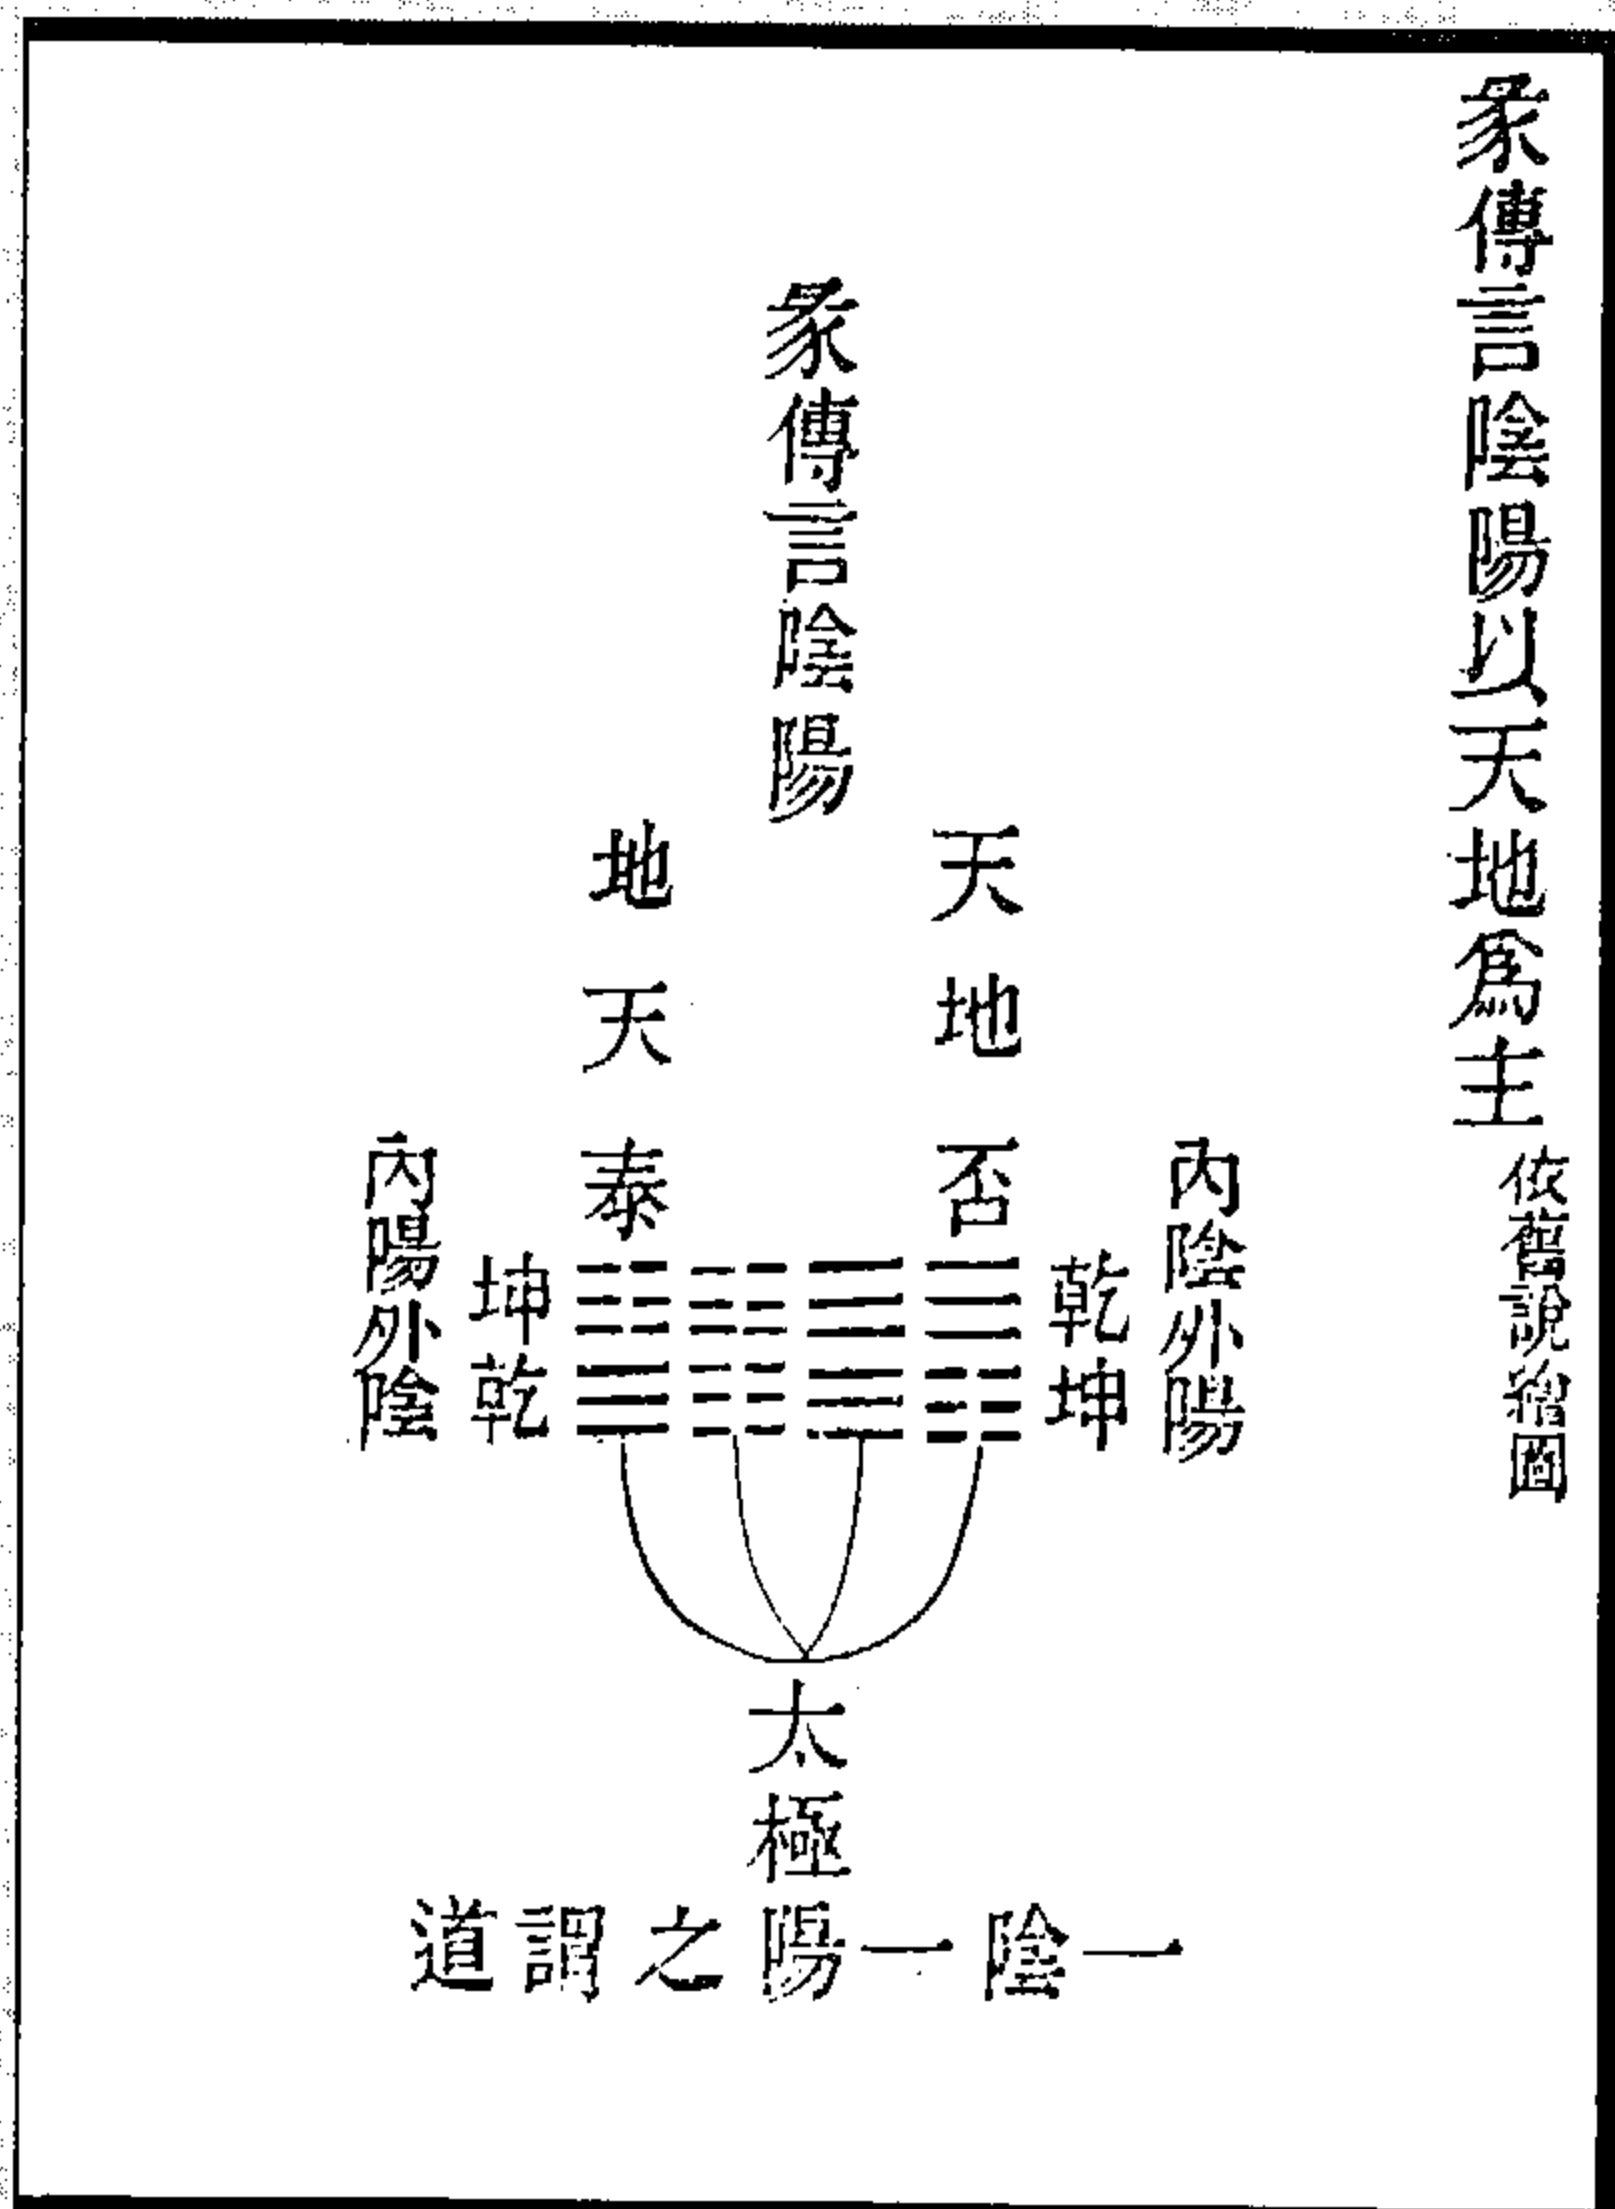 彖傳言陰陽以天地爲主
依舊說繪圖
彖傳言陰陽
天地否
地天泰
內陰外陽
乾坤
坤乾
內陽外陰
太極
一陰一陽之謂道